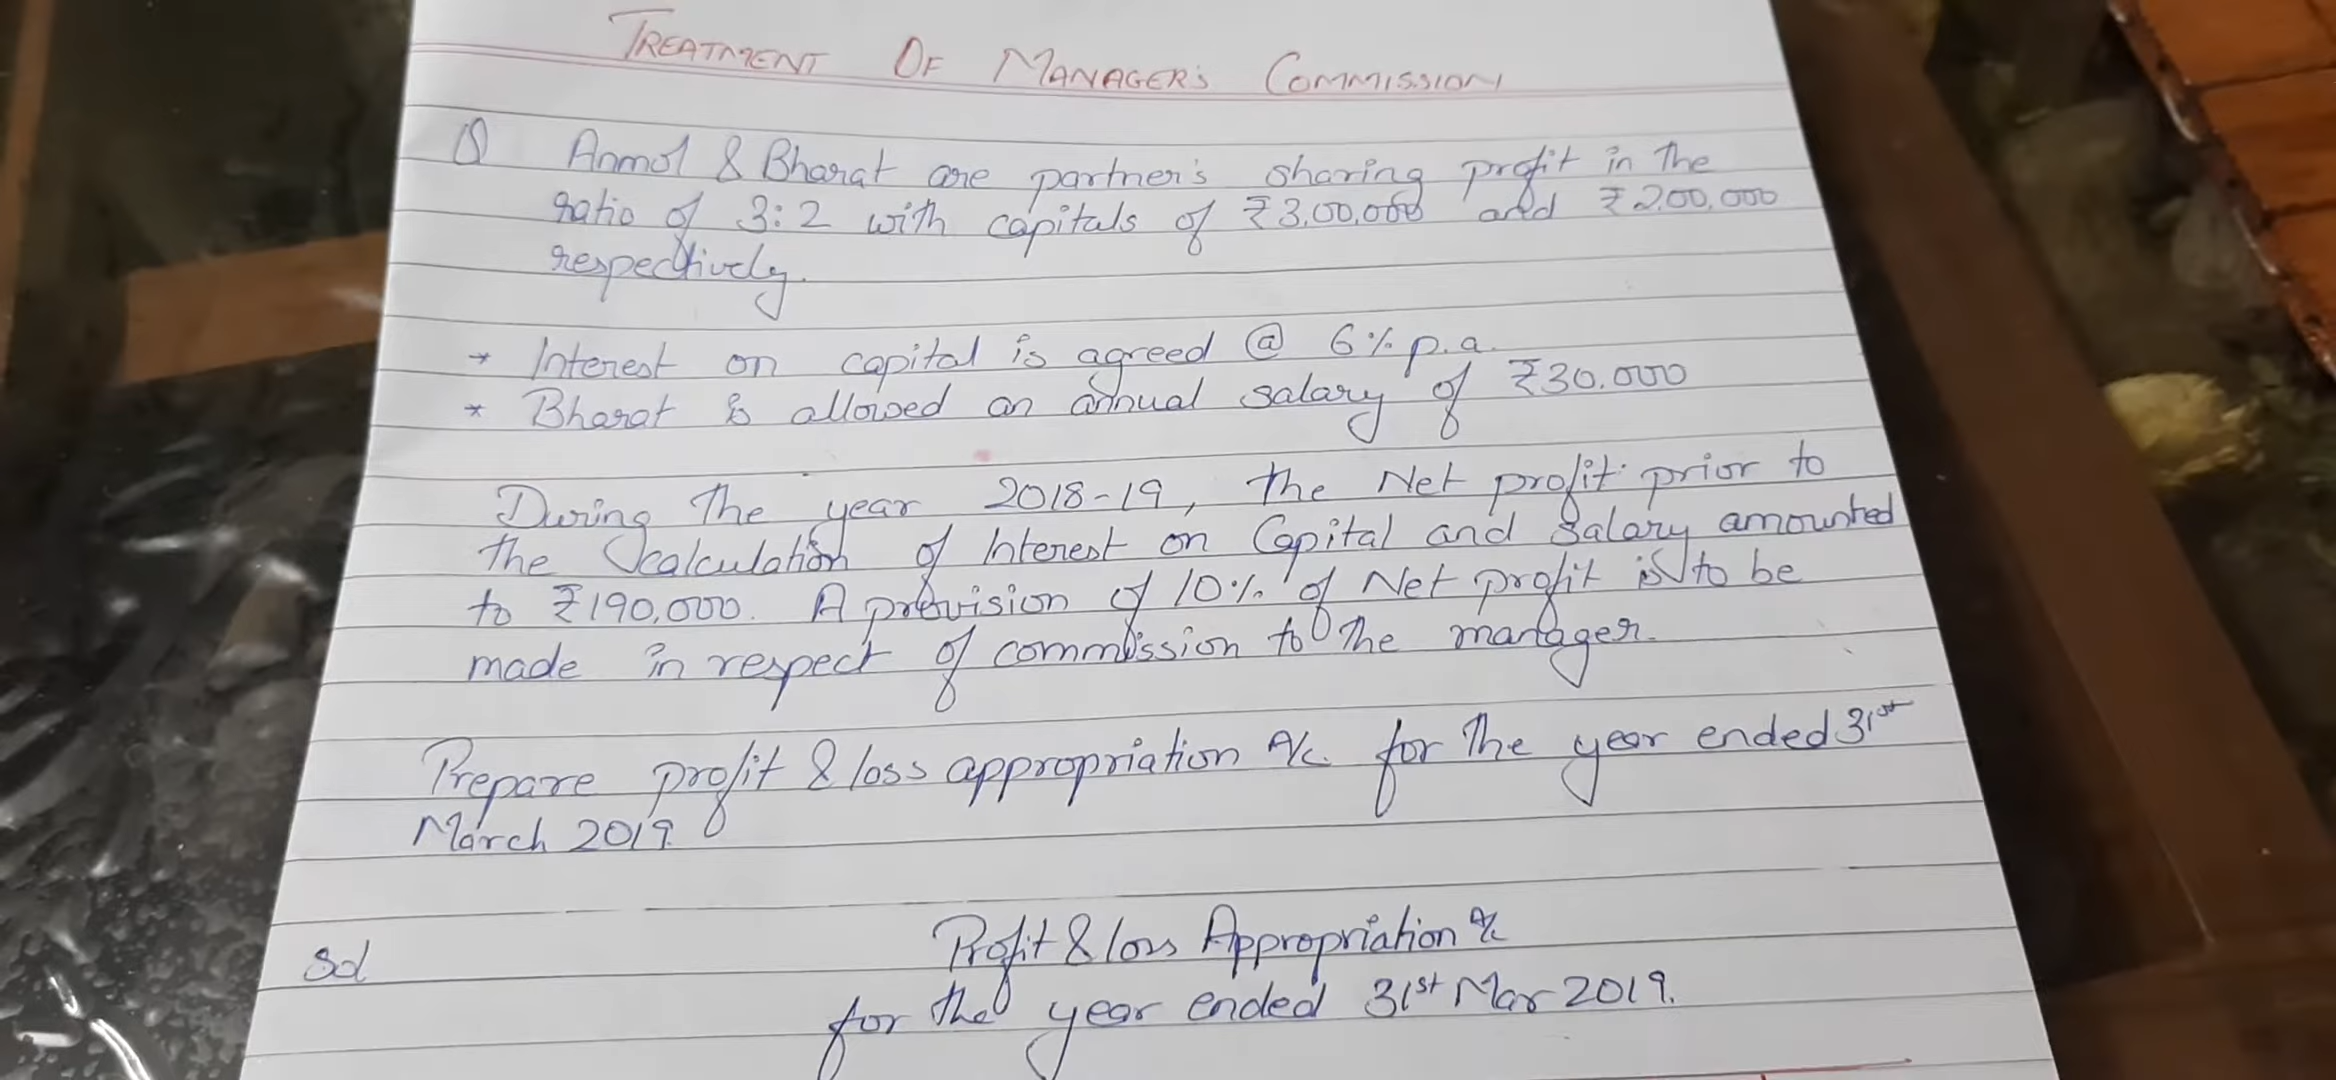 TREATMENT OF MANAGER'S COMMISSION
Q Anmol & Bharat are partner's sharing profit in the
ratio of 3:2 with capitals of ₹3,00,000 and ₹2,00,000
respectively.
* Interest on capital is agreed @ 6% p.a.
* Bharat is allowed an annual salary of ₹30,000
During the year 2018-19, the Net profit prior to
the calculation of Interest on Capital and salary amounted
to ₹190,000. A provision of 10% of Net profit is to be
made in respect of commission to the manager.
Prepare profit & loss appropriation A/c. for the year ended 31st
March 2019.
Sol Profit & loss Appropriation A/c
for the year ended 31st Mar 2019.